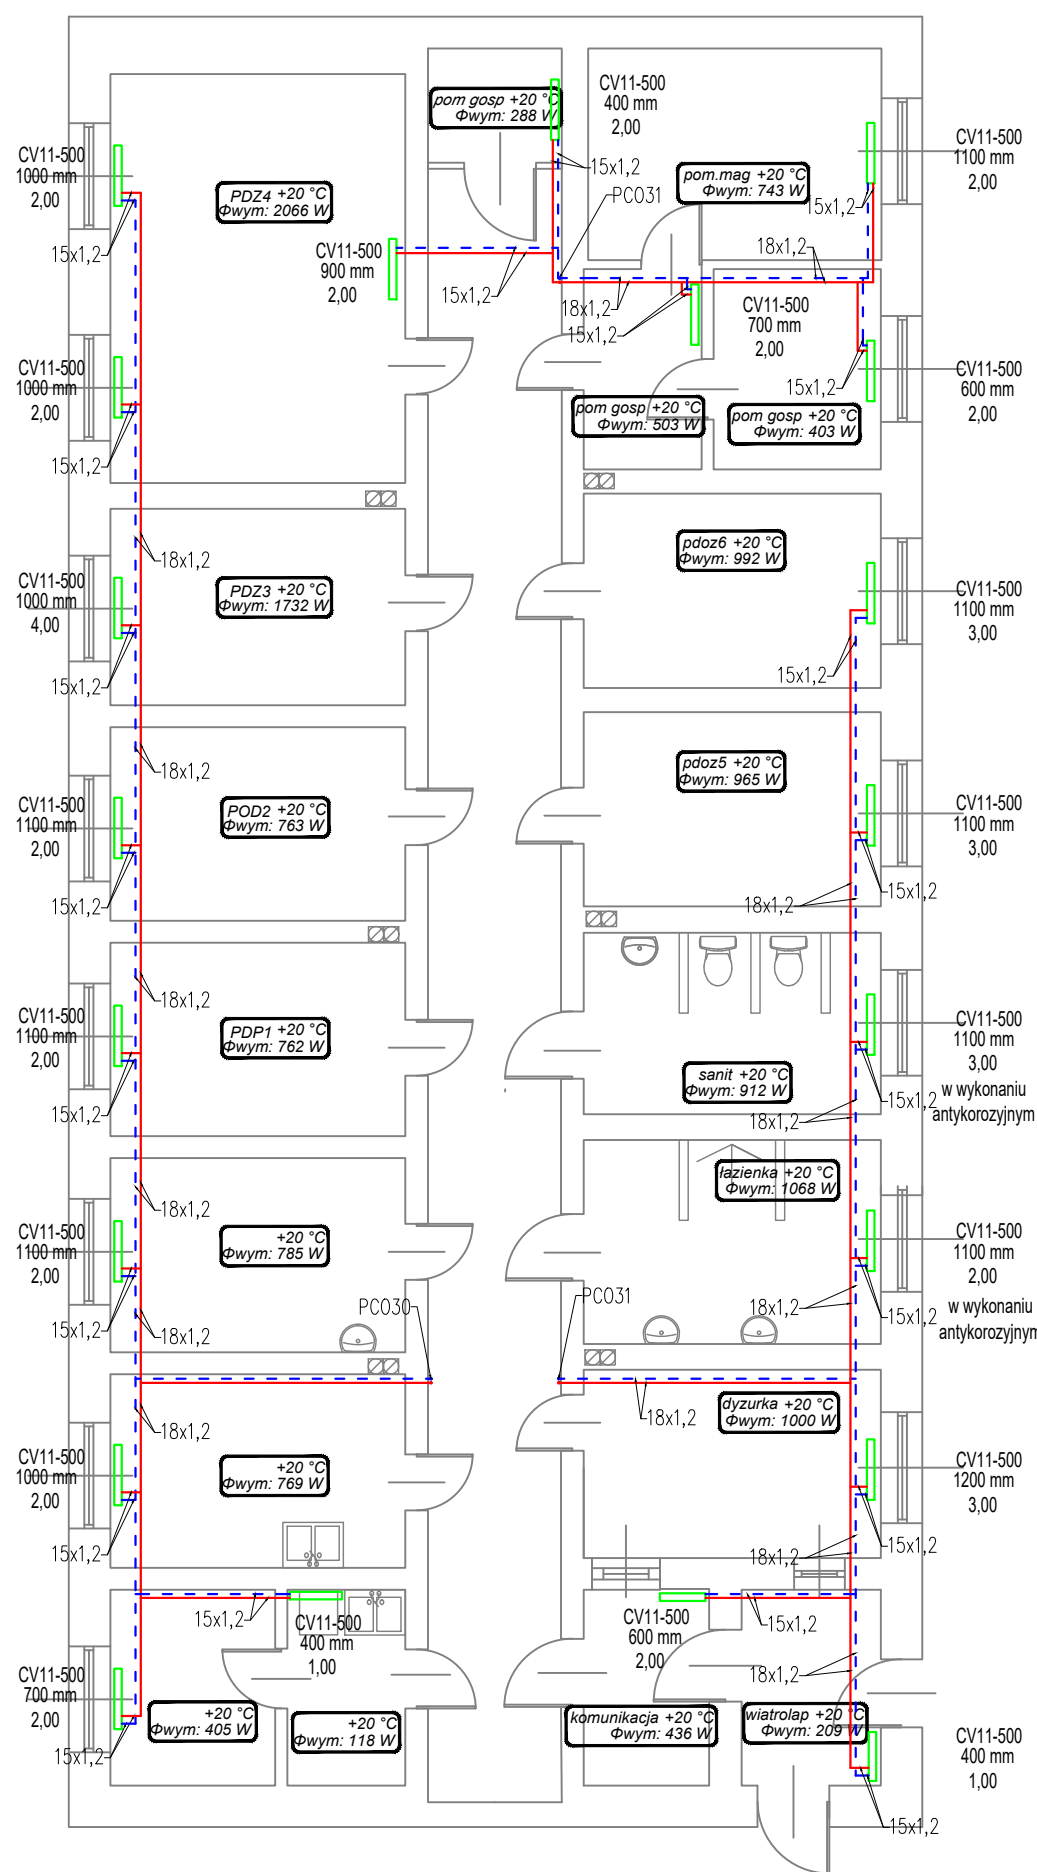 pom gosp +20 °C
Φwym: 288 W
CV11-500
400 mm
2,00
CV11-500
1000 mm
2,00
CV11-500
1100 mm
2,00
15x1,2
PCO31
pom.mag +20 °C
Φwym: 743 W
PDZ4 +20 °C
Φwym: 2066 W
15x1,2
15x1,2
CV11-500
900 mm
2,00
18x1,2
15x1,2
18x1,2
15x1,2
CV11-500
700 mm
2,00
CV11-500
1000 mm
2,00
15x1,2
CV11-500
600 mm
2,00
pom gosp +20 °C
Φwym: 503 W
pom gosp +20 °C
Φwym: 403 W
15x1,2
18x1,2
pdoz6 +20 °C
Φwym: 992 W
CV11-500
1000 mm
4,00
PDZ3 +20 °C
Φwym: 1732 W
CV11-500
1100 mm
3,00
15x1,2
15x1,2
18x1,2
pdoz5 +20 °C
Φwym: 965 W
CV11-500
1100 mm
2,00
POD2 +20 °C
Φwym: 763 W
CV11-500
1100 mm
3,00
15x1,2
18x1,2
15x1,2
18x1,2
CV11-500
1100 mm
2,00
PDP1 +20 °C
Φwym: 762 W
CV11-500
1100 mm
3,00
sanit +20 °C
Φwym: 912 W
w wykonaniu
antykorozyjnym
15x1,2
15x1,2
18x1,2
łazienka +20 °C
Φwym: 1068 W
18x1,2
CV11-500
1100 mm
2,00
+20 °C
Φwym: 785 W
CV11-500
1100 mm
2,00
PCO30
PCO31
18x1,2
15x1,2
w wykonaniu
antykorozyjnym
15x1,2
18x1,2
dyzurka +20 °C
Φwym: 1000 W
18x1,2
18x1,2
CV11-500
1000 mm
2,00
+20 °C
Φwym: 769 W
CV11-500
1200 mm
3,00
15x1,2
18x1,2
15x1,2
15x1,2
CV11-500
400 mm
1,00
CV11-500
600 mm
2,00
15x1,2
CV11-500
700 mm
2,00
18x1,2
+20 °C
Φwym: 405 W
+20 °C
Φwym: 118 W
komunikacja +20 °C
Φwym: 436 W
wiatrolap +20 °C
Φwym: 209 W
15x1,2
CV11-500
400 mm
1,00
15x1,2